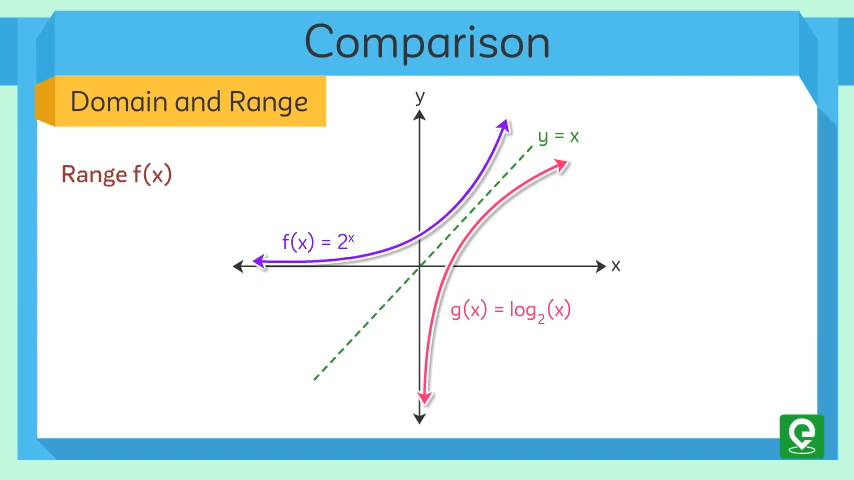 Comparison
Domain and Range
y
y = x
Range f(x)
f(x) = 2ˣ
x
g(x) = log₂(x)